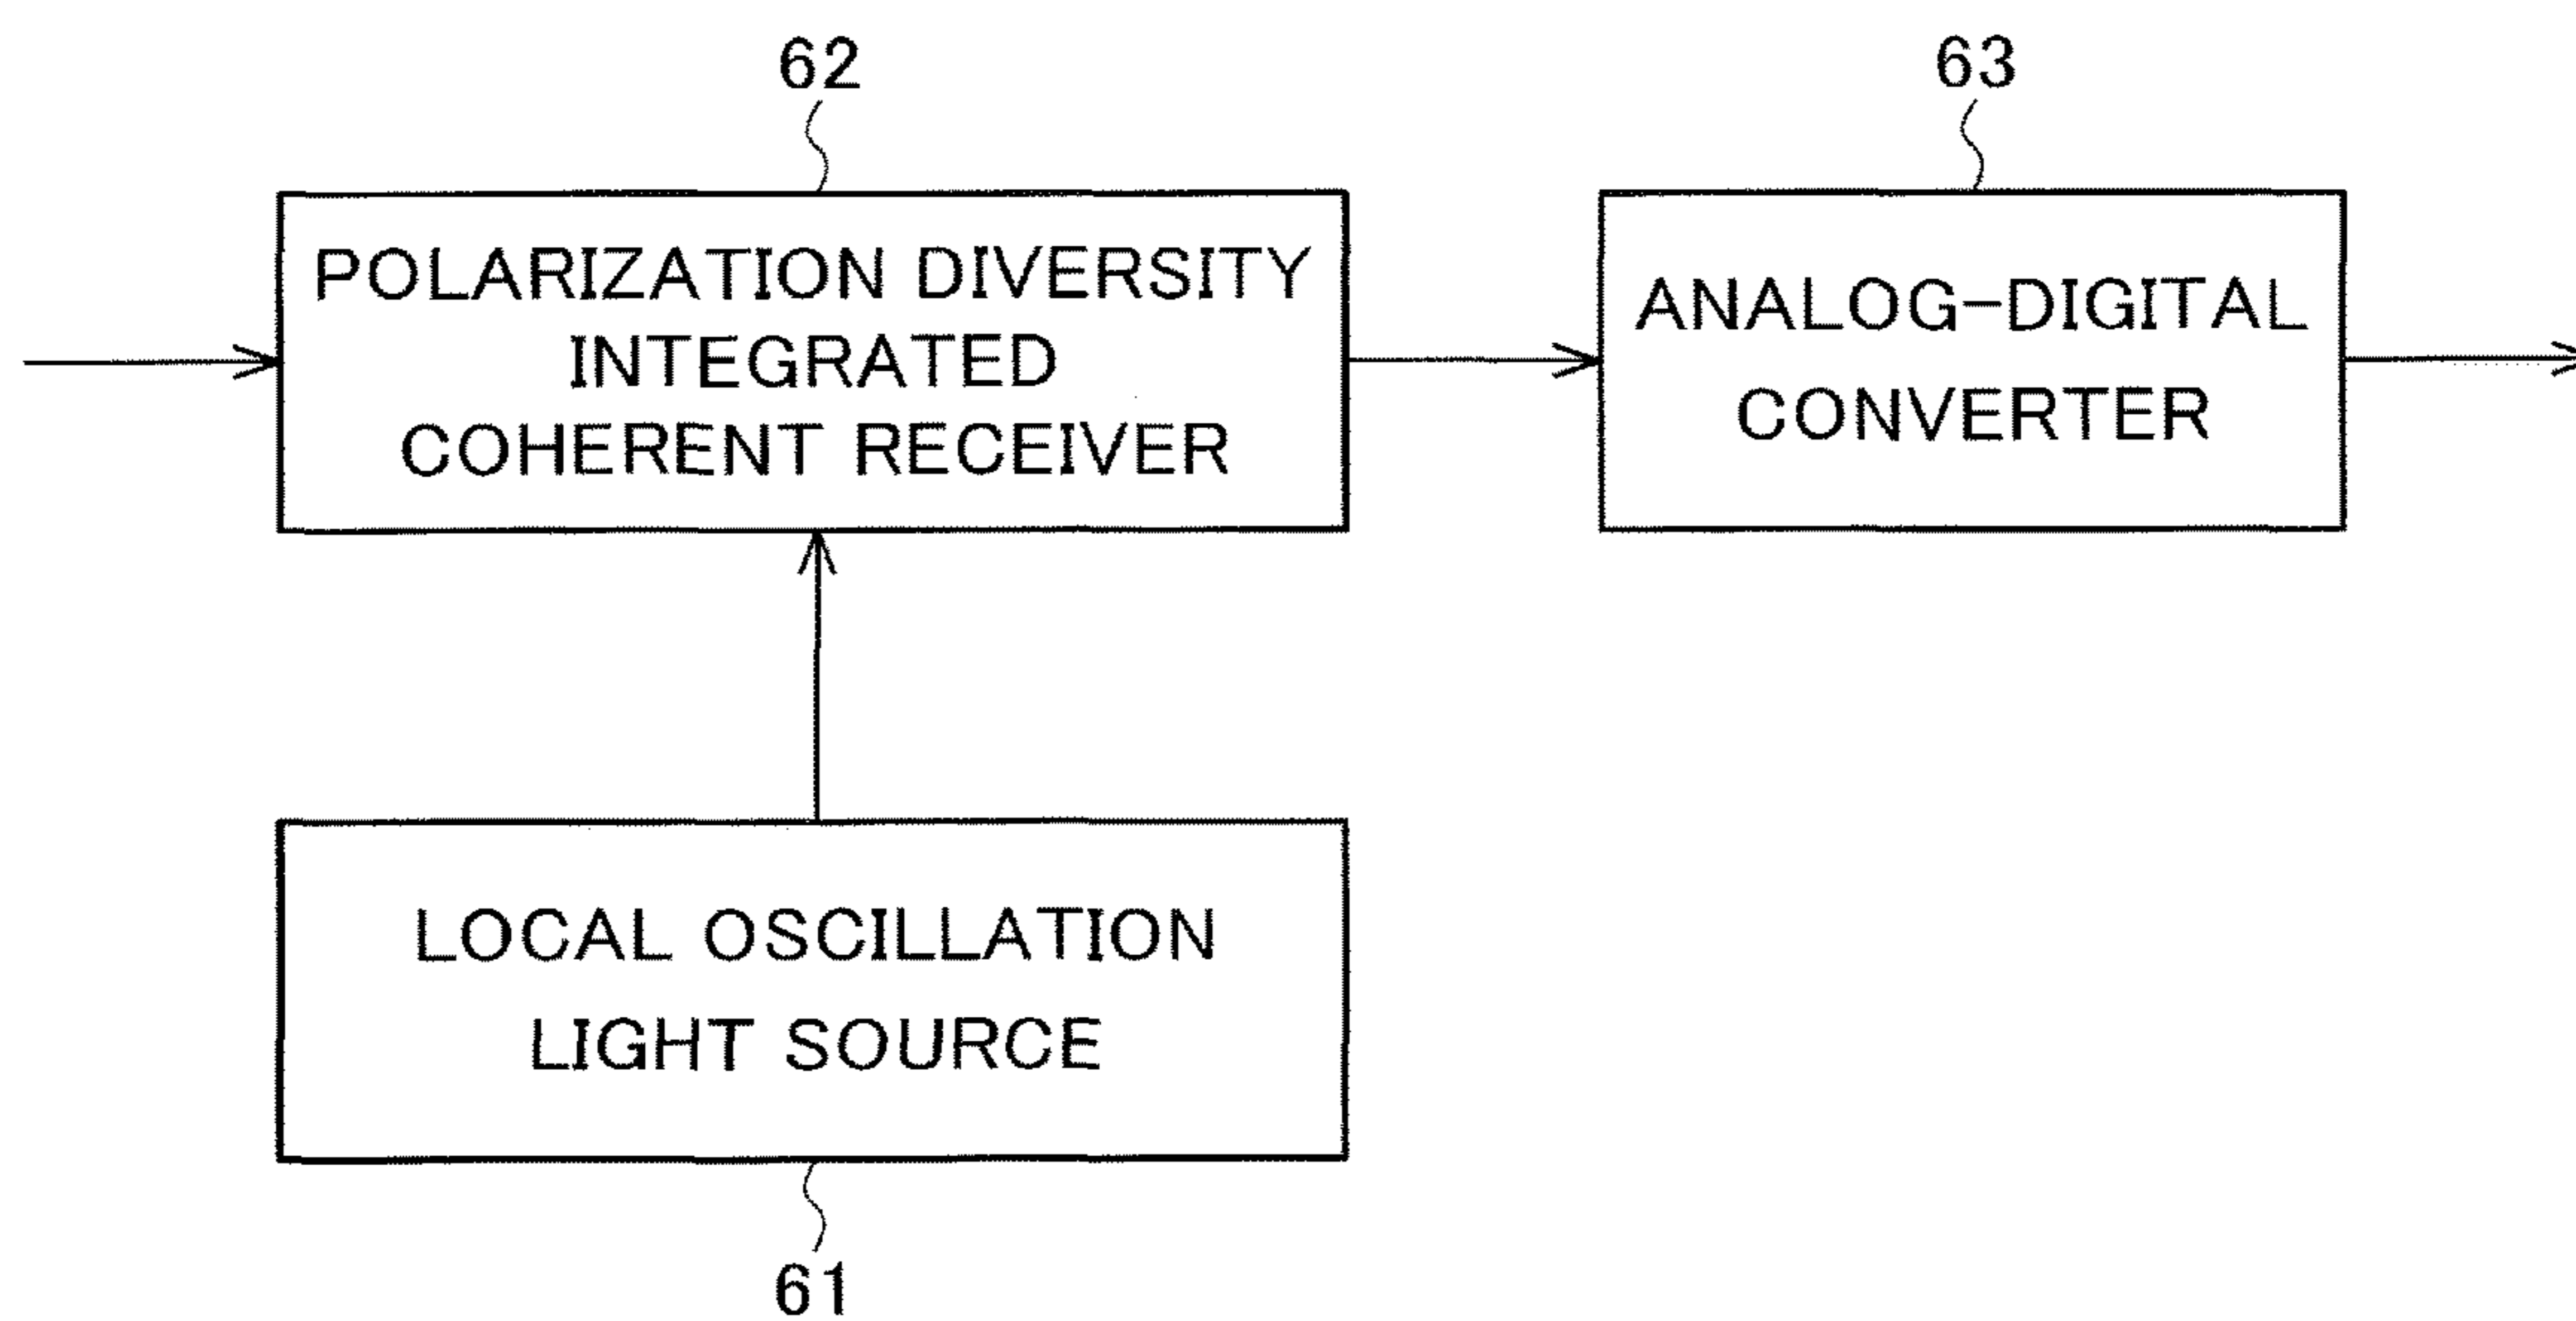 62
63
POLARIZATION DIVERSITY
INTEGRATED
COHERENT RECEIVER
ANALOG-DIGITAL
CONVERTER
LOCAL OSCILLATION
LIGHT SOURCE
61